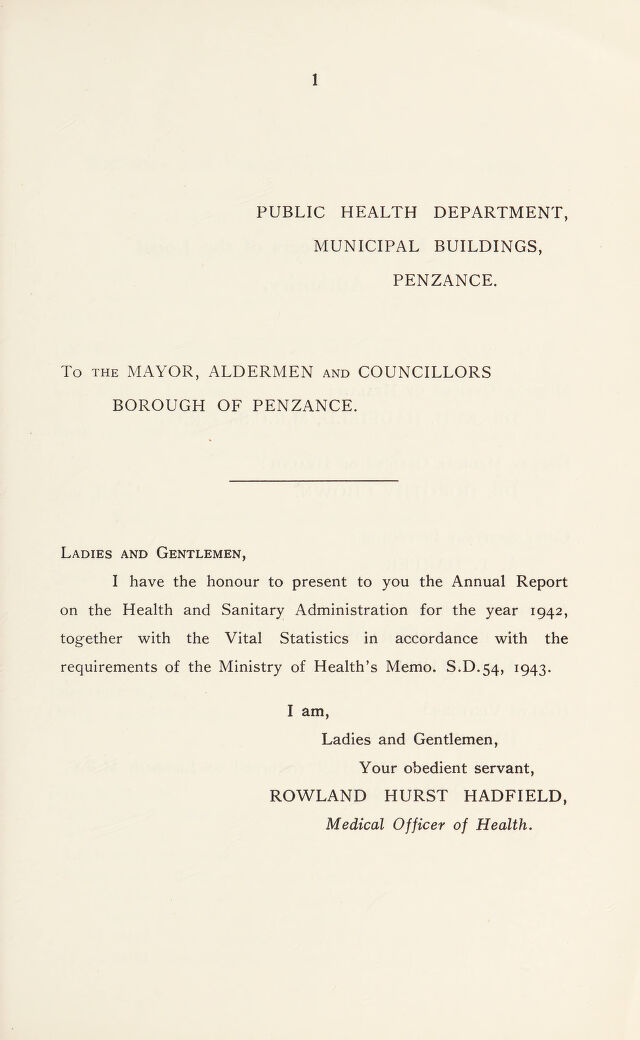 1
PUBLIC HEALTH DEPARTMENT,
MUNICIPAL BUILDINGS,
PENZANCE.
To the MAYOR, ALDERMEN and COUNCILLORS
BOROUGH OF PENZANCE.
Ladies and Gentlemen,
I have the honour to present to you the Annual Report
on the Health and Sanitary Administration for the year 1942,
together with the Vital Statistics in accordance with the
requirements of the Ministry of Health's Memo. S.D.54, 1943.
I am,
Ladies and Gentlemen,
Your obedient servant,
ROWLAND HURST HADFIELD,
Medical Officer of Health.